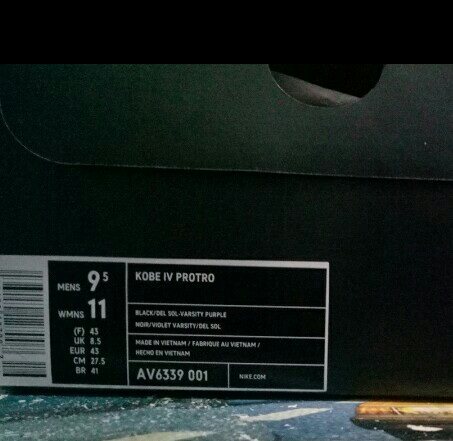 MENS 9.5
WMNS 11
(F) 43
UK 8.5
EUR 43
CM 27.5
BR 41
KOBE IV PROTRO
BLACK/DEL SOL-VARSITY PURPLE
NOIR/VIOLET VARSITY/DEL SOL
MADE IN VIETNAM / FABRIQUE AU VIETNAM /
HECHO EN VIETNAM
AV6339 001
NIKE.COM